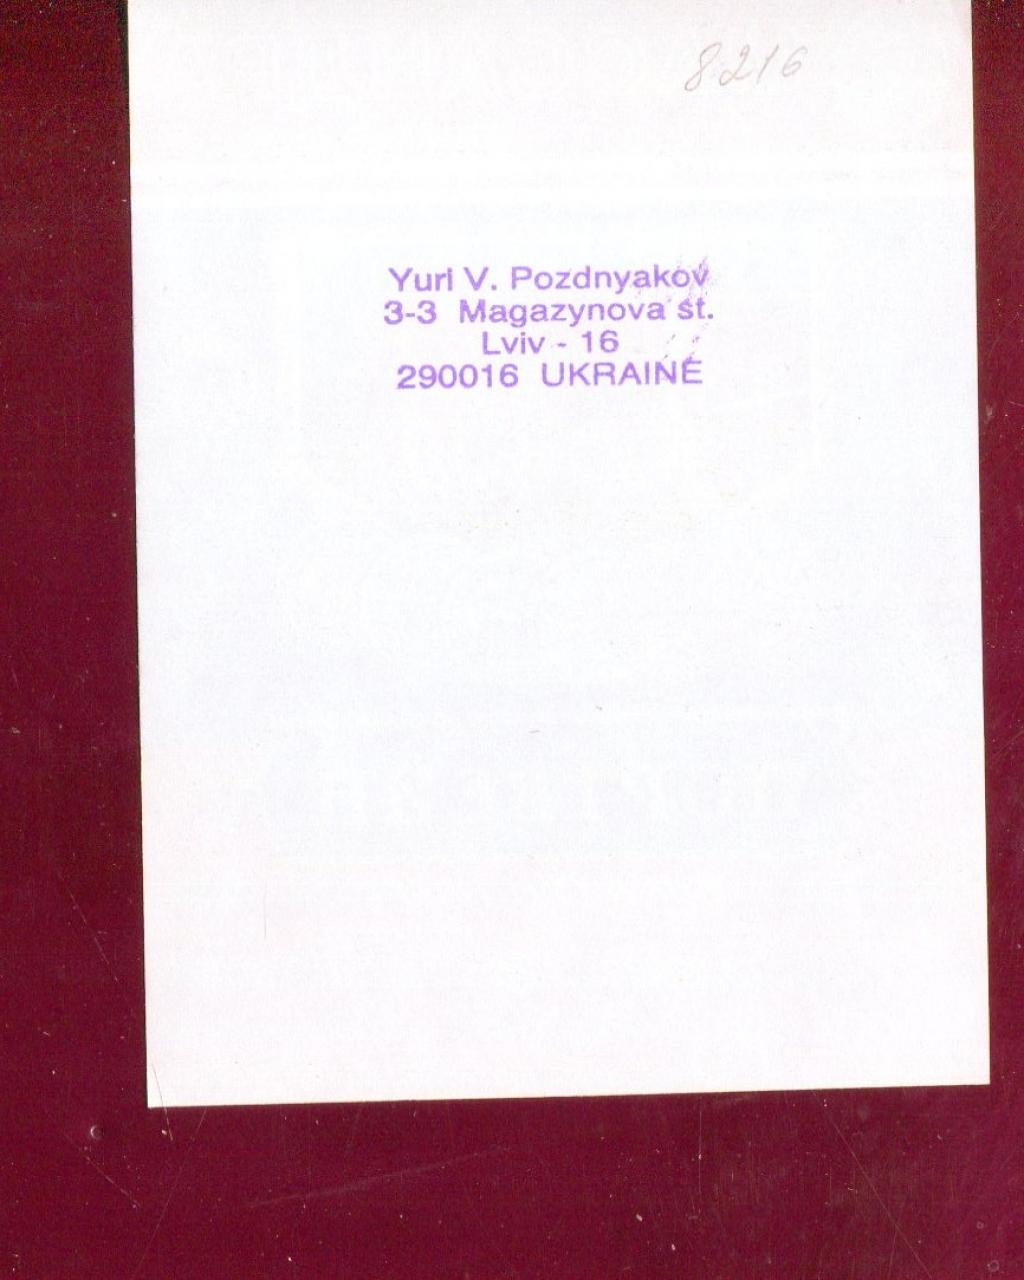 8216
Yuri V. Pozdnyakov
3-3 Magazynova st.
Lviv - 16
290016 UKRAINE